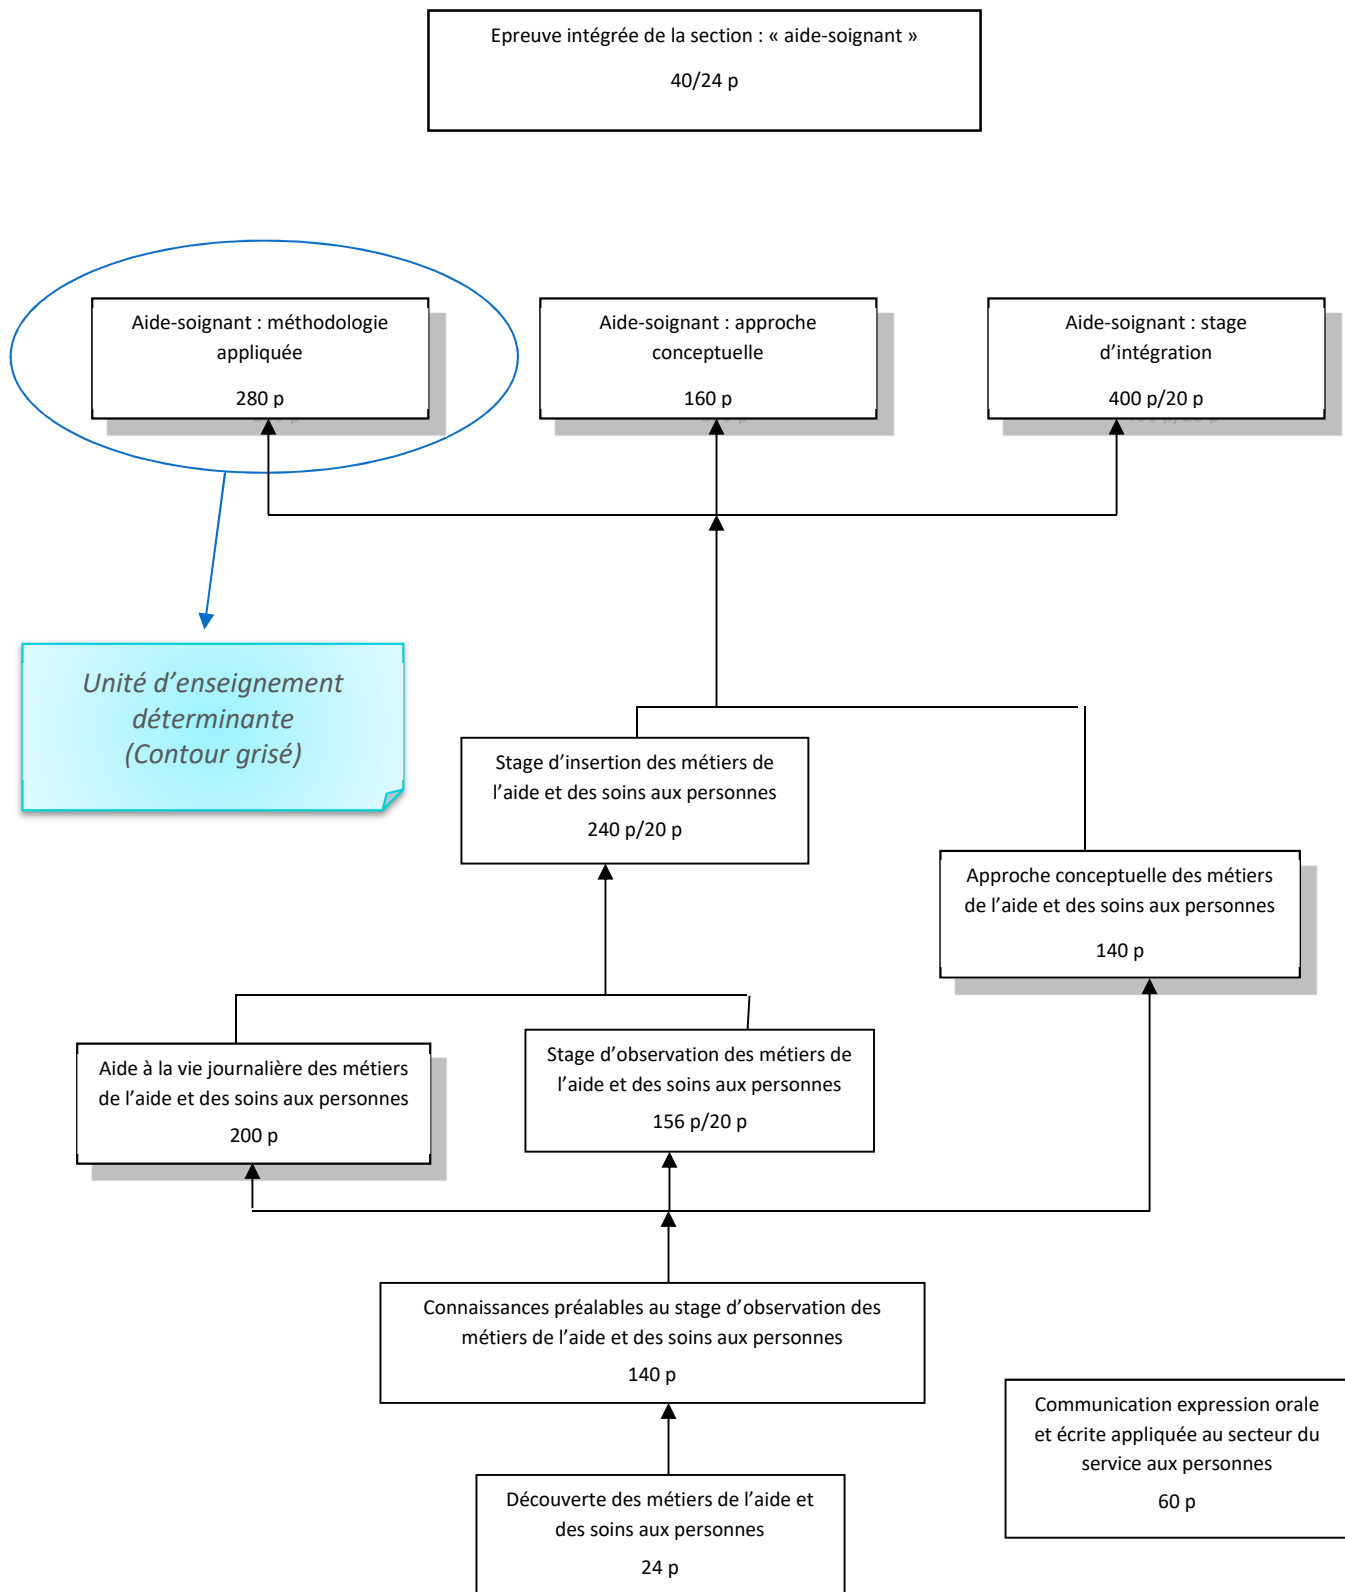 Epreuve intégrée de la section : « aide-soignant »
40/24 p
Aide-soignant : méthodologie
appliquée
280 p
Aide-soignant : approche
conceptuelle
160 p
Aide-soignant : stage
d’intégration
400 p/20 p
Unité d’enseignement
déterminante
(Contour grisé)
Stage d’insertion des métiers de
l’aide et des soins aux personnes
240 p/20 p
Approche conceptuelle des métiers
de l’aide et des soins aux personnes
140 p
Aide à la vie journalière des métiers
de l’aide et des soins aux personnes
200 p
Stage d’observation des métiers de
l’aide et des soins aux personnes
156 p/20 p
Connaissances préalables au stage d’observation des
métiers de l’aide et des soins aux personnes
140 p
Communication expression orale
et écrite appliquée au secteur du
service aux personnes
60 p
Découverte des métiers de l’aide et
des soins aux personnes
24 p